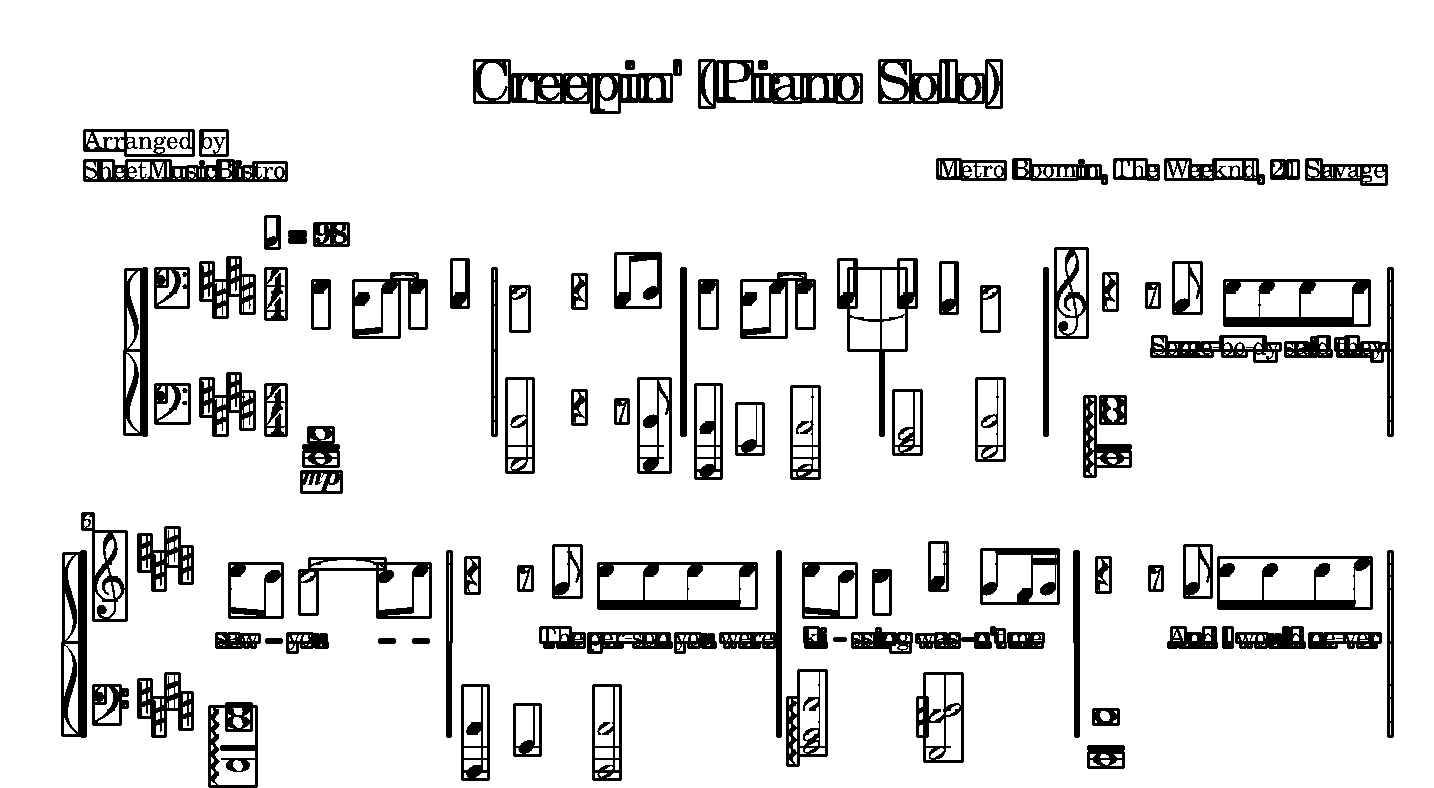 Creepin' (Piano Solo)
Arranged by
SheetMusicBistro
Metro Boomin, The Weeknd, 21 Savage
= 98
mp
Some-bo-dy said they
saw - you - - The per-son you were ki - ssing was-n't me And I would ne-ver